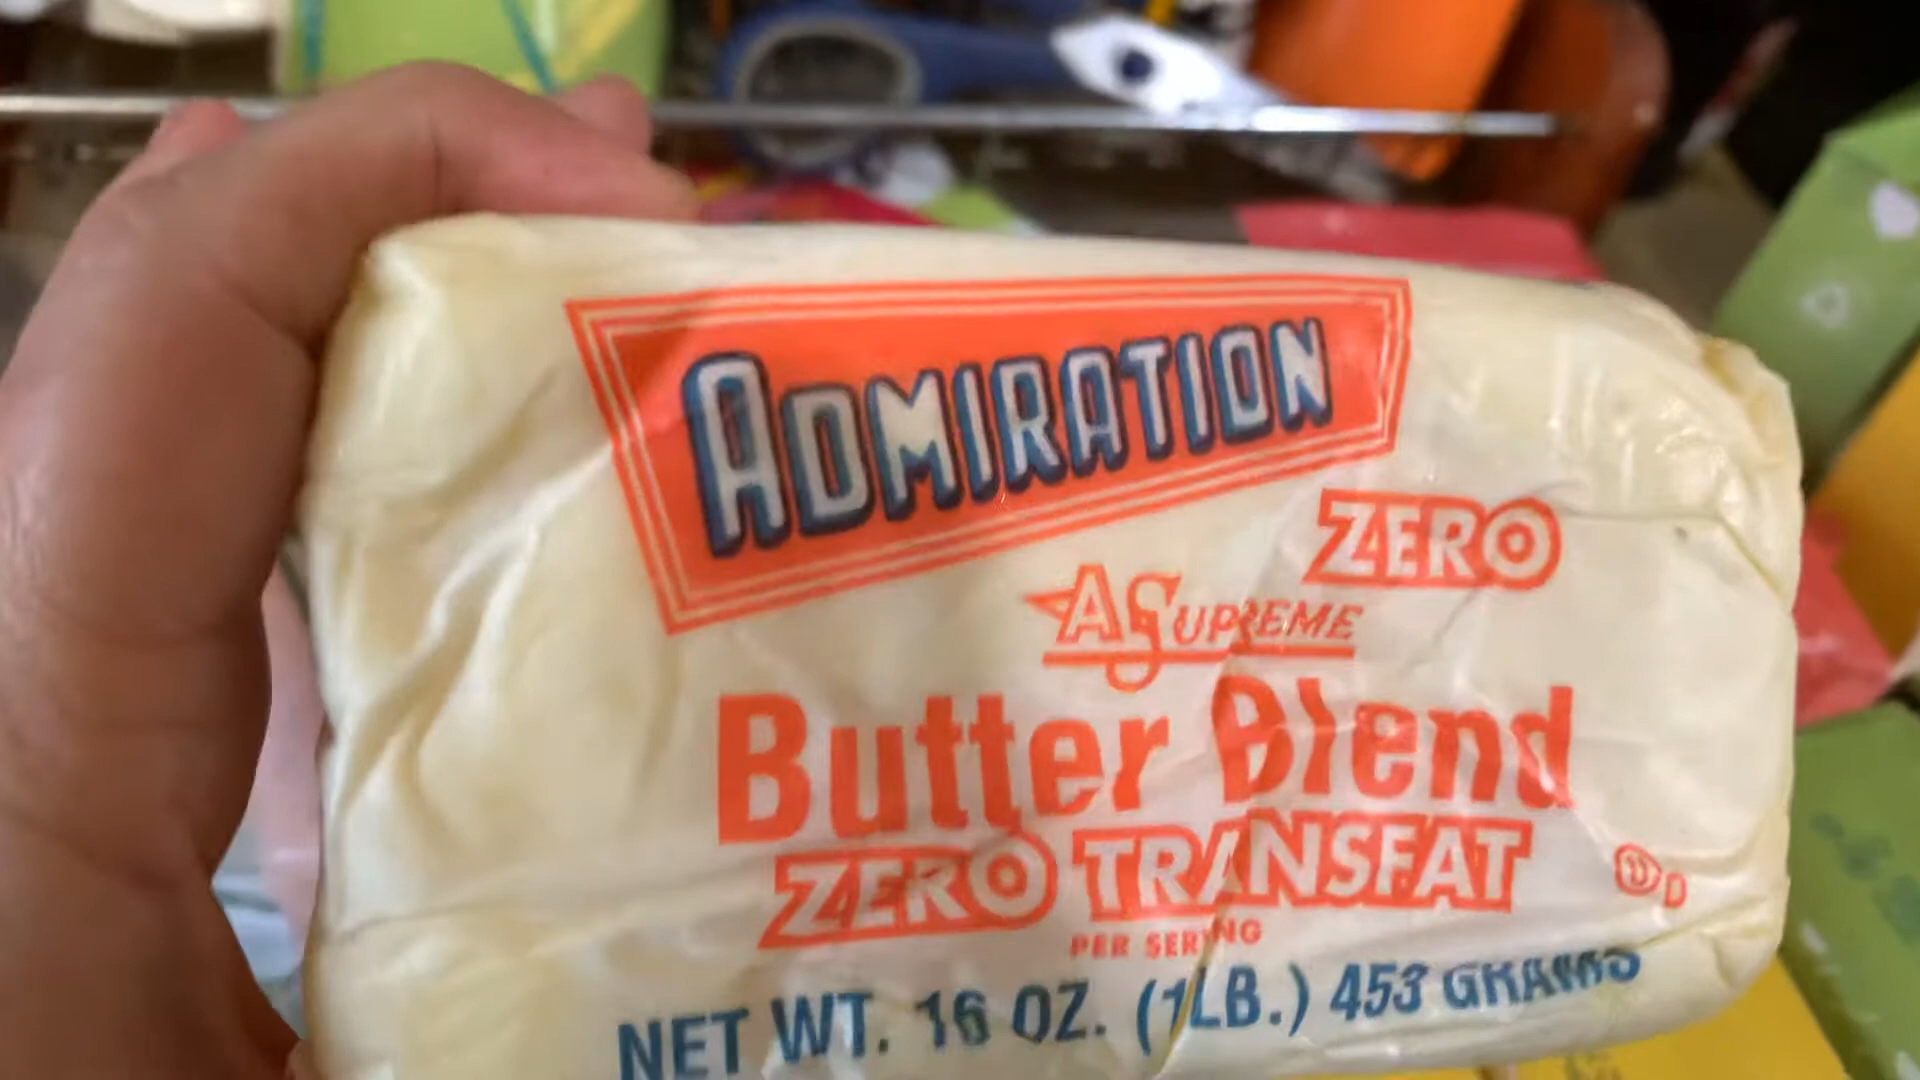 ADMIRATION
ZERO
A SUPREME
Butter Blend
ZERO TRANSFAT
U D
PER SERVING
NET WT. 16 OZ. (1LB.) 453 GRAMS